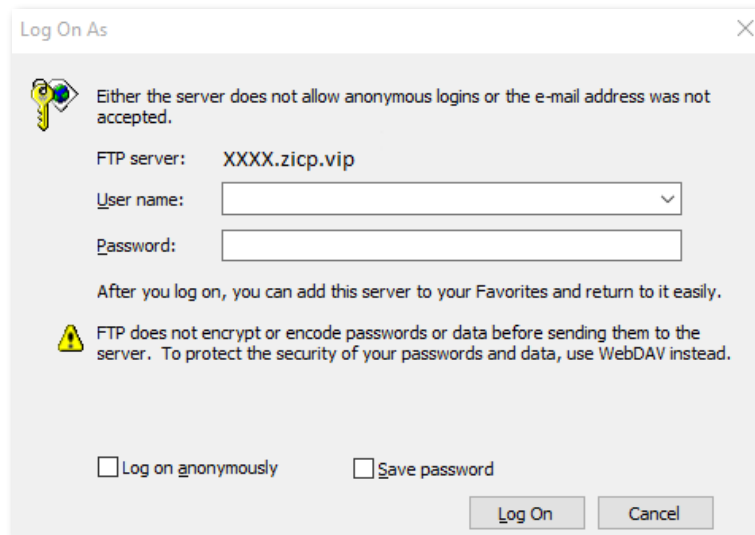 Log On As
Either the server does not allow anonymous logins or the e-mail address was not
accepted.
FTP server: XXXX.zicp.vip
User name:
Password:
After you log on, you can add this server to your Favorites and return to it easily.
FTP does not encrypt or encode passwords or data before sending them to the
server. To protect the security of your passwords and data, use WebDAV instead.
Log on anonymously Save password
Log On Cancel